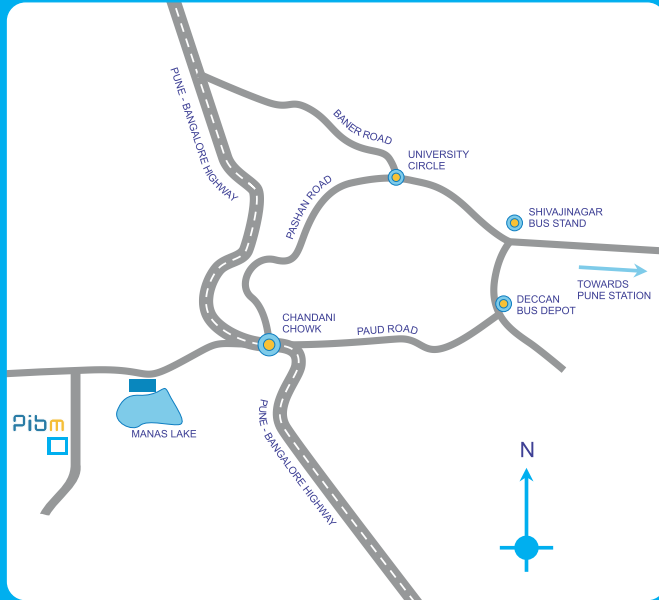 PUNE - BANGALORE HIGHWAY
BANER ROAD
UNIVERSITY
CIRCLE
PASHAN ROAD
SHIVAJINAGAR
BUS STAND
TOWARDS
PUNE STATION
DECCAN
BUS DEPOT
CHANDANI
CHOWK
PAUD ROAD
Pibm
MANAS LAKE
PUNE - BANGALORE HIGHWAY
N